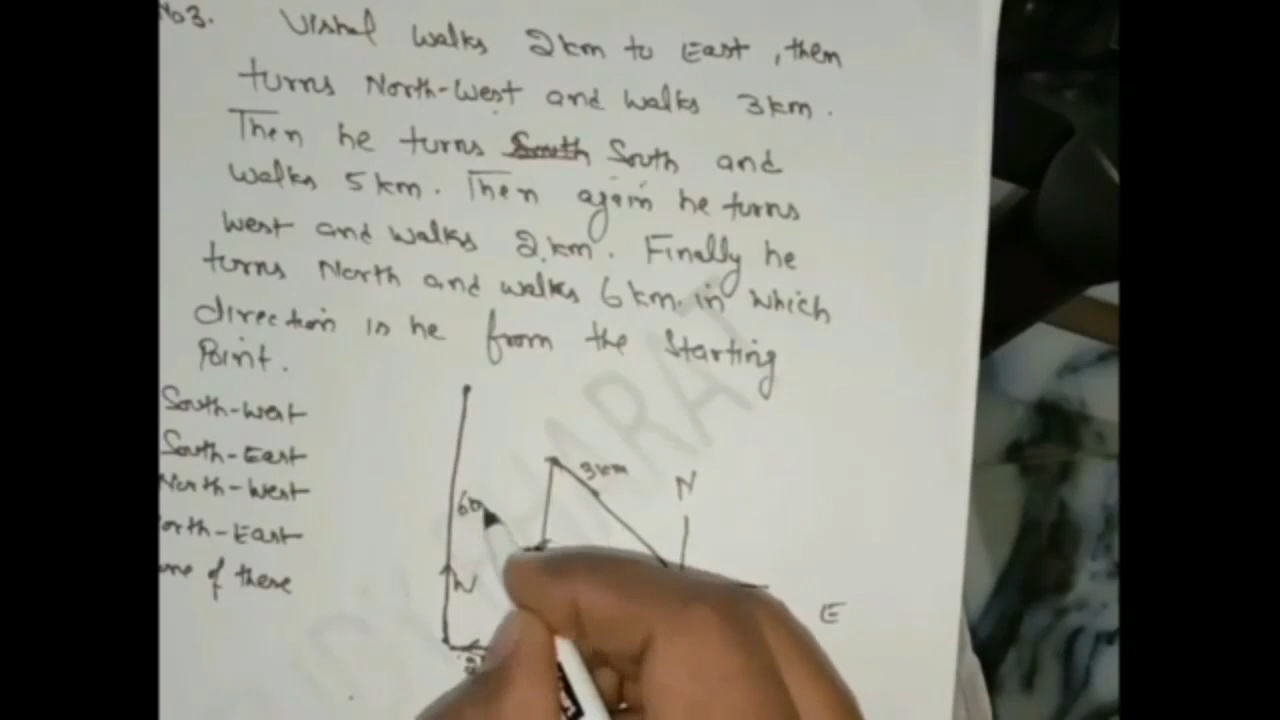 No 3. Vishal walks 2km to East, then
turns North-West and walks 3km.
Then he turns South South and
walks 5km. Then again he turns
west and walks 2km. Finally he
turns North and walks 6km. in which
direction is he from the starting
Point.
South-west
South-East
North-west
orth-East
one of these
3km
N
6
N
E